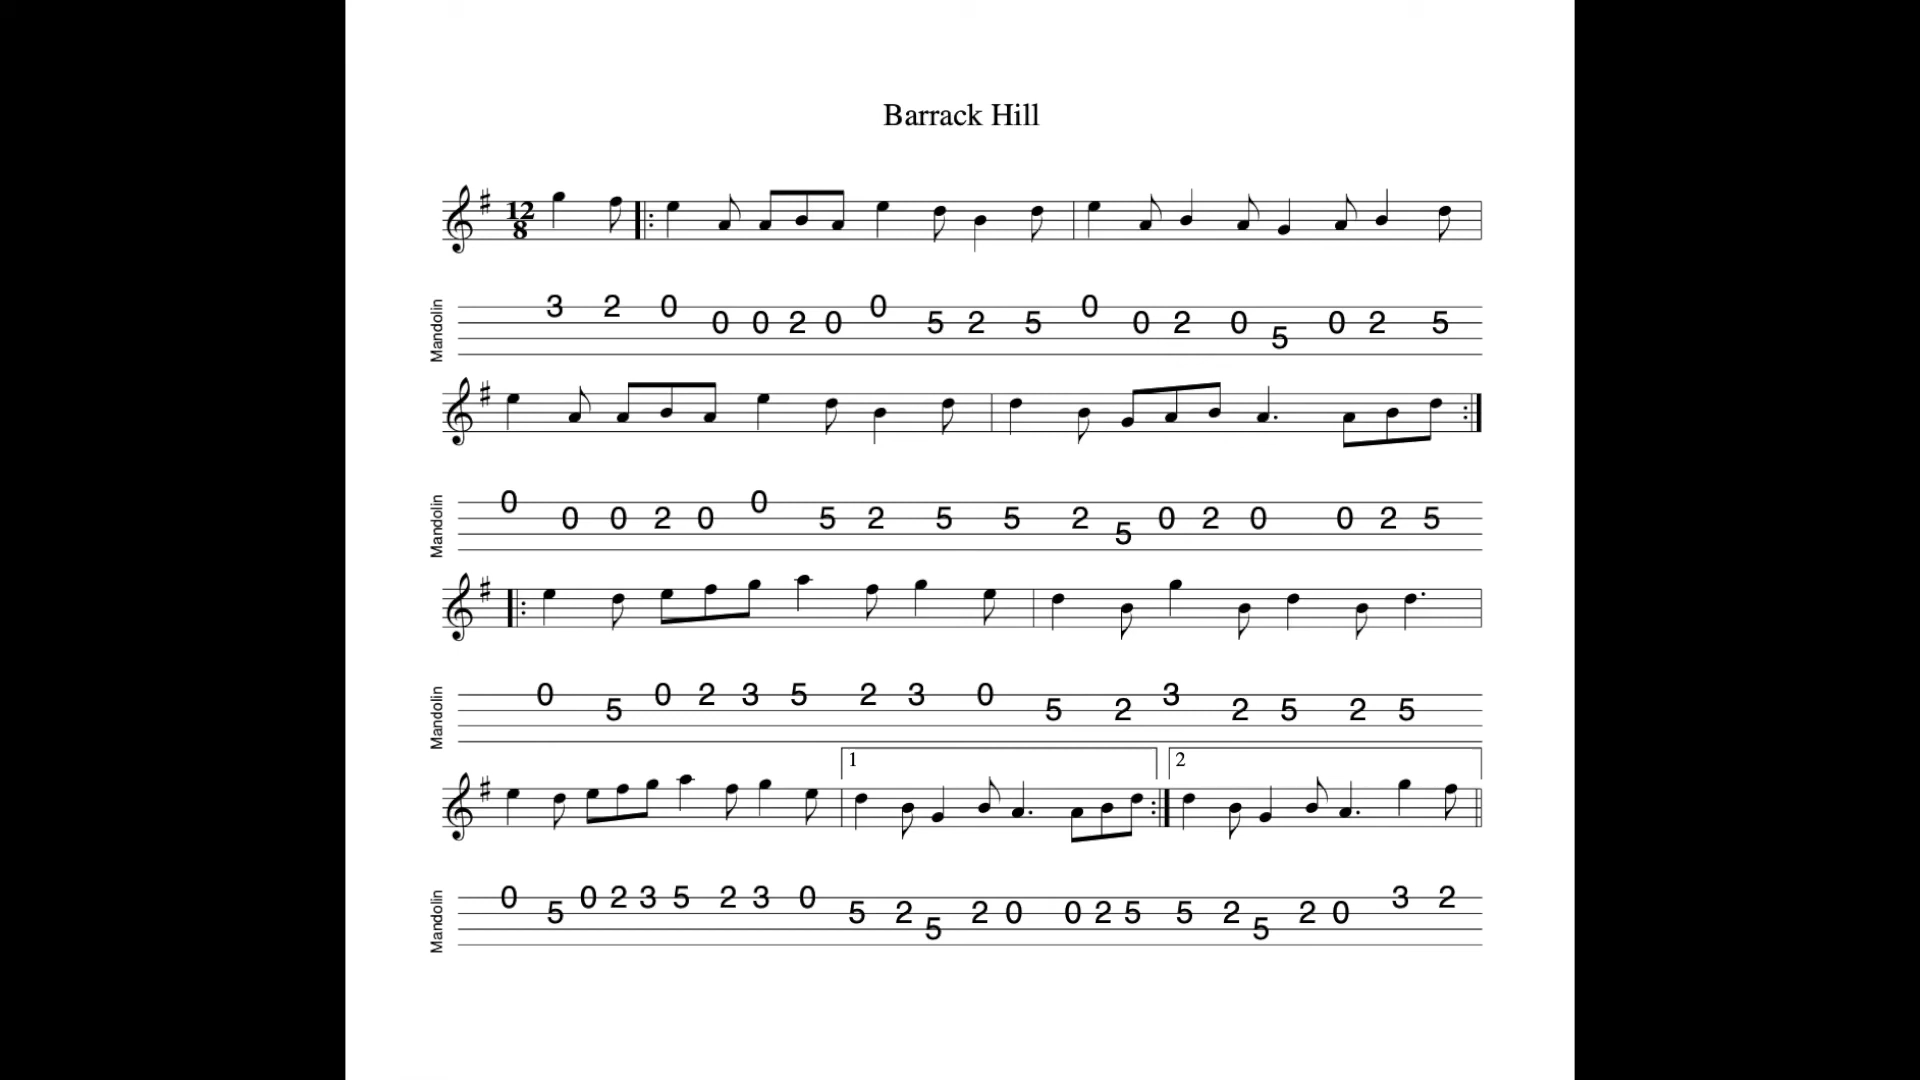 Barrack Hill
12
8
Mandolin
3 2 0 0 0 2 0 0 5 2 5 0 0 2 0 5 0 2 5
Mandolin
0 0 0 2 0 0 5 2 5 5 2 5 0 2 0 0 2 5
Mandolin
0 5 0 2 3 5 2 3 0 5 2 3 2 5 2 5
1 2
Mandolin
0 5 0 2 3 5 2 3 0 5 2 5 2 0 0 2 5 5 2 5 2 0 3 2